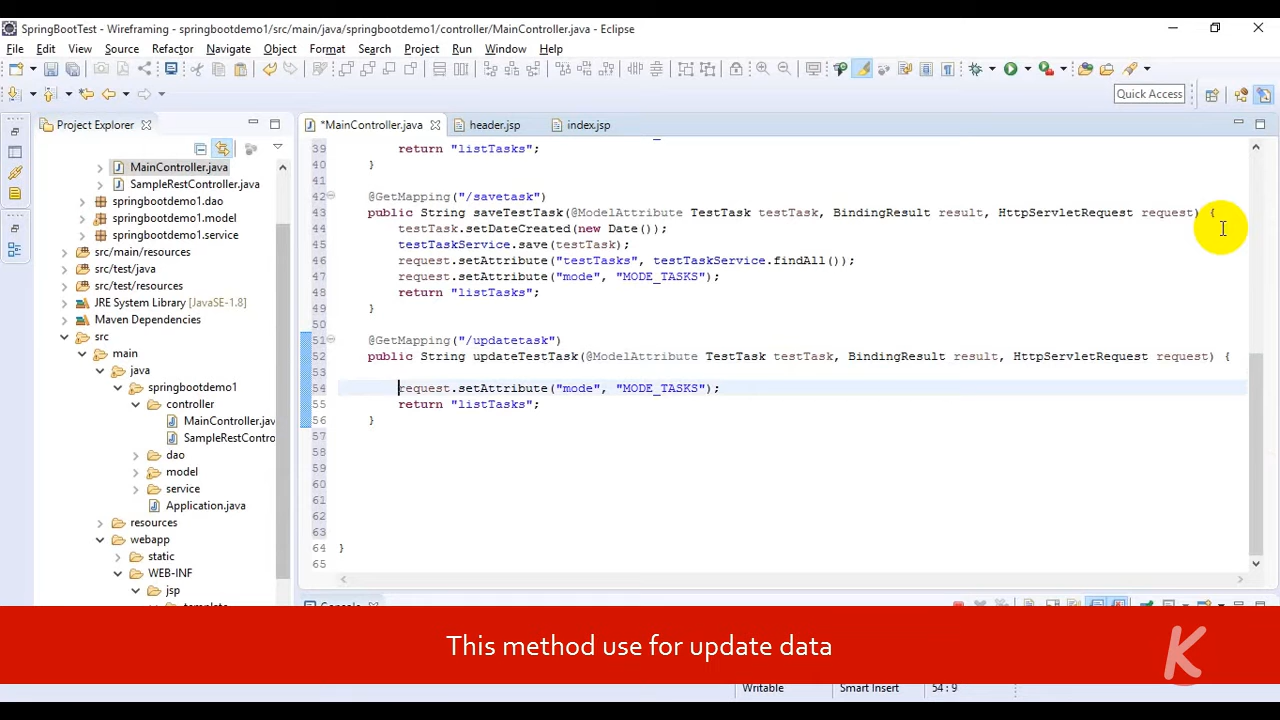 SpringBootTest - Wireframing - springbootdemo1/src/main/java/springbootdemo1/controller/MainController.java - Eclipse
File Edit View Source Refactor Navigate Object Format Search Project Run Window Help
Quick Access
Project Explorer
*MainController.java header.jsp index.jsp
MainController.java
SampleRestController.java
springbootdemo1.dao
springbootdemo1.model
springbootdemo1.service
src/main/resources
src/test/java
src/test/resources
JRE System Library [JavaSE-1.8]
Maven Dependencies
src
main
java
springbootdemo1
controller
MainController.jav
SampleRestContro
dao
model
service
Application.java
resources
webapp
static
WEB-INF
jsp
39 return "listTasks";
40 }
41
42 @GetMapping("/savetask")
43 public String saveTestTask(@ModelAttribute TestTask testTask, BindingResult result, HttpServletRequest request) {
44 testTask.setDateCreated(new Date());
45 testTaskService.save(testTask);
46 request.setAttribute("testTasks", testTaskService.findAll());
47 request.setAttribute("mode", "MODE_TASKS");
48 return "listTasks";
49 }
50
51 @GetMapping("/updatetask")
52 public String updateTestTask(@ModelAttribute TestTask testTask, BindingResult result, HttpServletRequest request) {
53
54 request.setAttribute("mode", "MODE_TASKS");
55 return "listTasks";
56 }
57
58
59
60
61
62
63
64 }
65
This method use for update data
K
Writable Smart Insert 54:9